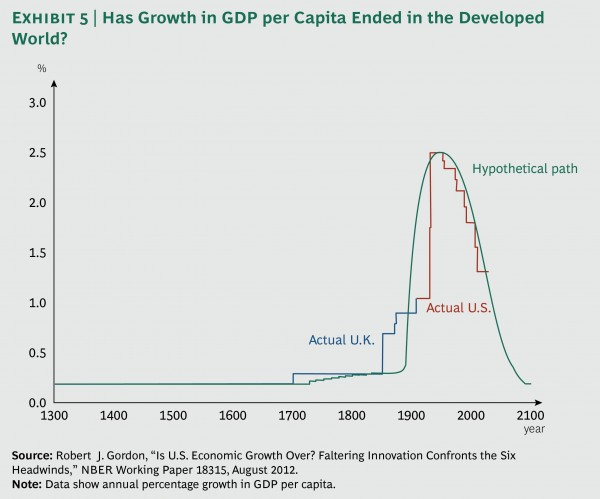 EXHIBIT 5 | Has Growth in GDP per Capita Ended in the Developed
World?
%
3.0
2.5
Hypothetical path
2.0
1.5
1.0
Actual U.S.
Actual U.K.
0.5
0.0
1300 1400 1500 1600 1700 1800 1900 2000 2100
year
Source: Robert J. Gordon, “Is U.S. Economic Growth Over? Faltering Innovation Confronts the Six
Headwinds,” NBER Working Paper 18315, August 2012.
Note: Data show annual percentage growth in GDP per capita.